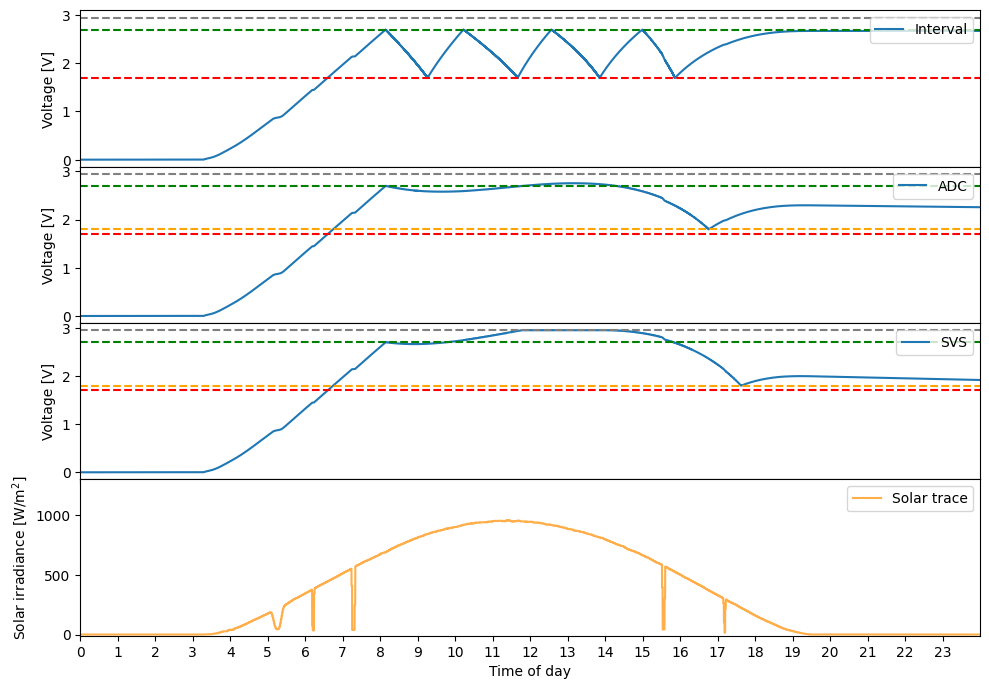 Voltage [V]
3
2
1
0
Interval
Voltage [V]
3
2
1
0
ADC
Voltage [V]
3
2
1
0
SVS
Solar irradiance [W/m²]
1000
500
0
Solar trace
0 1 2 3 4 5 6 7 8 9 10 11 12 13 14 15 16 17 18 19 20 21 22 23
Time of day